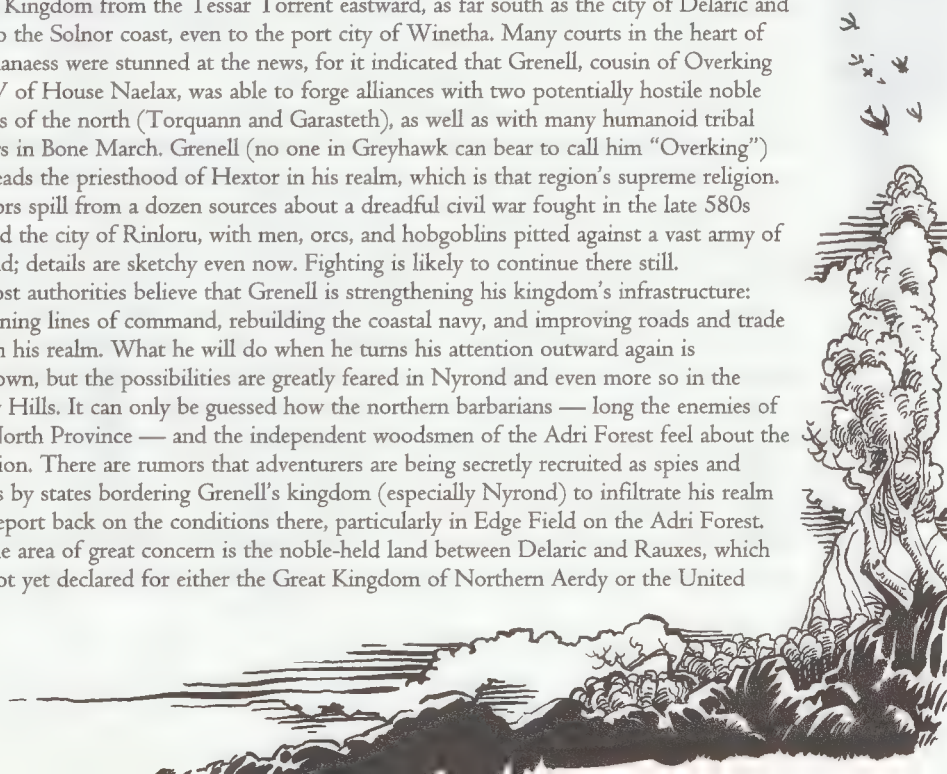 Kingdom from the Tessar Torrent eastward, as far south as the city of Delaric and
the Solnor coast, even to the port city of Winetha. Many courts in the heart of
anaess were stunned at the news, for it indicated that Grenell, cousin of Overking
of House Naelax, was able to forge alliances with two potentially hostile noble
s of the north (Torquann and Garasteth), as well as with many humanoid tribal
rs in Bone March. Grenell (no one in Greyhawk can bear to call him “Overking”)
eads the priesthood of Hextor in his realm, which is that region’s supreme religion.
ors spill from a dozen sources about a dreadful civil war fought in the late 580s
d the city of Rinloru, with men, orcs, and hobgoblins pitted against a vast army of
d; details are sketchy even now. Fighting is likely to continue there still.
ost authorities believe that Grenell is strengthening his kingdom’s infrastructure:
ning lines of command, rebuilding the coastal navy, and improving roads and trade
his realm. What he will do when he turns his attention outward again is
own, but the possibilities are greatly feared in Nyrond and even more so in the
Hills. It can only be guessed how the northern barbarians — long the enemies of
North Province — and the independent woodsmen of the Adri Forest feel about the
ion. There are rumors that adventurers are being secretly recruited as spies and
s by states bordering Grenell’s kingdom (especially Nyrond) to infiltrate his realm
eport back on the conditions there, particularly in Edge Field on the Adri Forest.
e area of great concern is the noble-held land between Delaric and Rauxes, which
ot yet declared for either the Great Kingdom of Northern Aerdy or the United